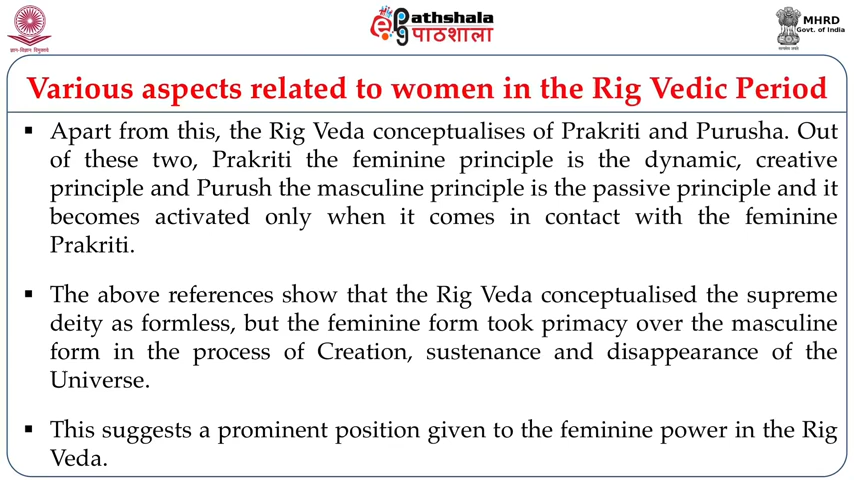 ज्ञान-विज्ञान विमुक्तये
epathshala
पाठशाला
MHRD
Govt. of India
Various aspects related to women in the Rig Vedic Period
▪ Apart from this, the Rig Veda conceptualises of Prakriti and Purusha. Out
of these two, Prakriti the feminine principle is the dynamic, creative
principle and Purush the masculine principle is the passive principle and it
becomes activated only when it comes in contact with the feminine
Prakriti.
▪ The above references show that the Rig Veda conceptualised the supreme
deity as formless, but the feminine form took primacy over the masculine
form in the process of Creation, sustenance and disappearance of the
Universe.
▪ This suggests a prominent position given to the feminine power in the Rig
Veda.